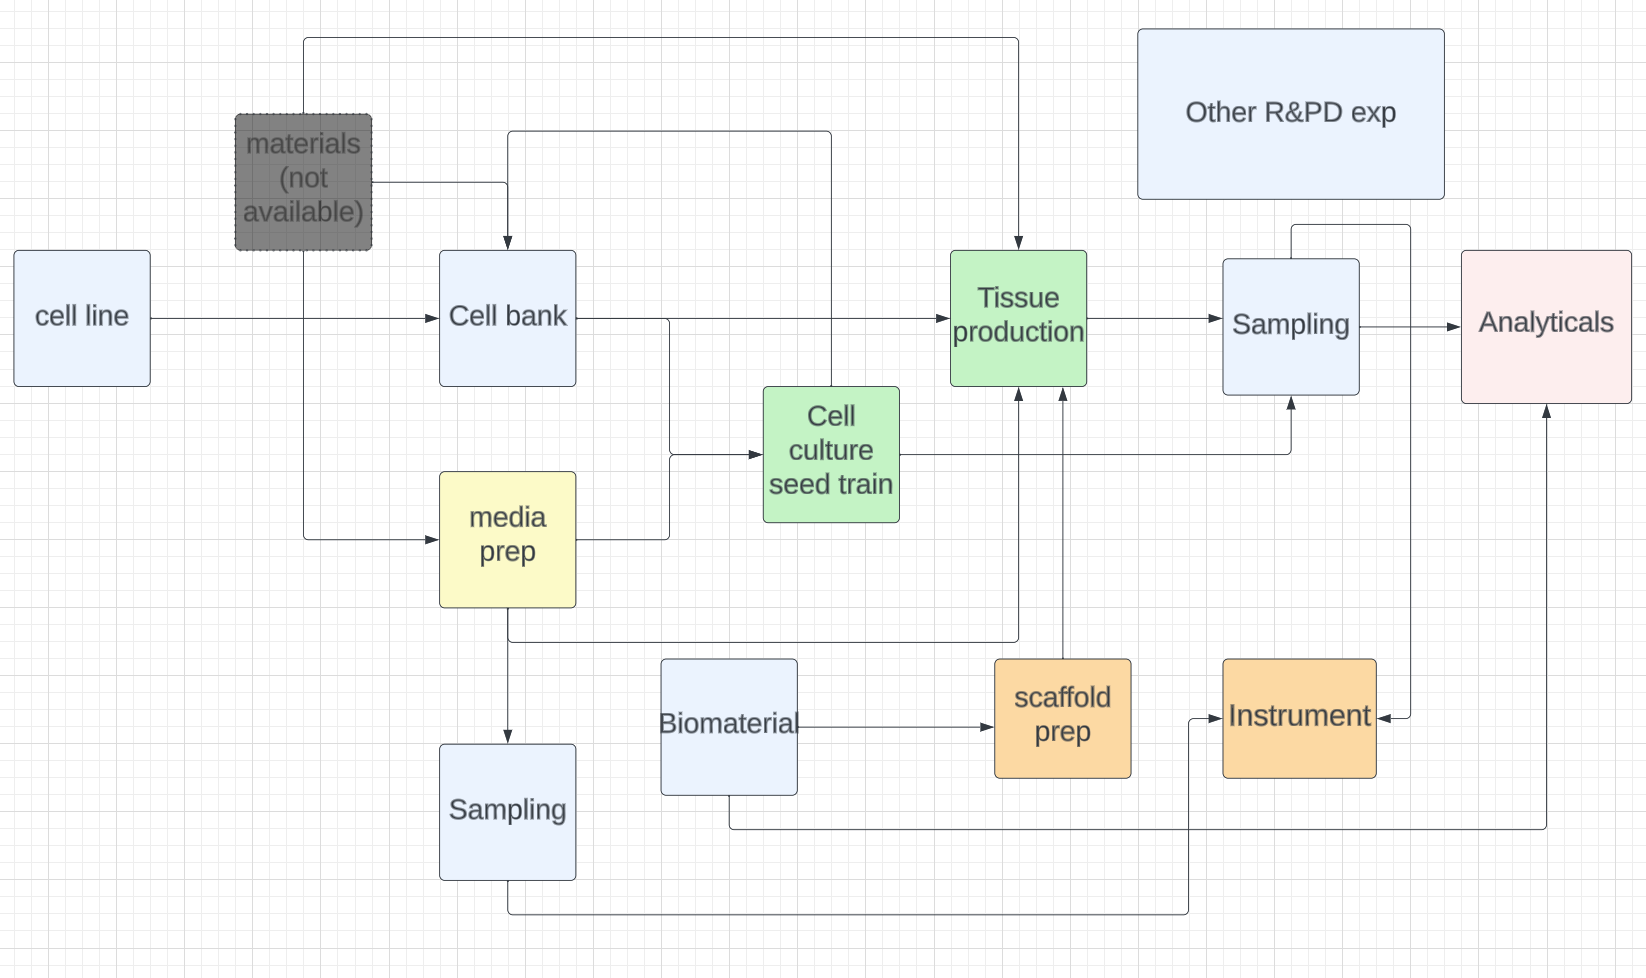 Other R&PD exp
materials
(not
available)
cell line
Cell bank
Tissue
production
Sampling
Analyticals
Cell
culture
seed train
media
prep
Biomaterial
scaffold
prep
Instrument
Sampling